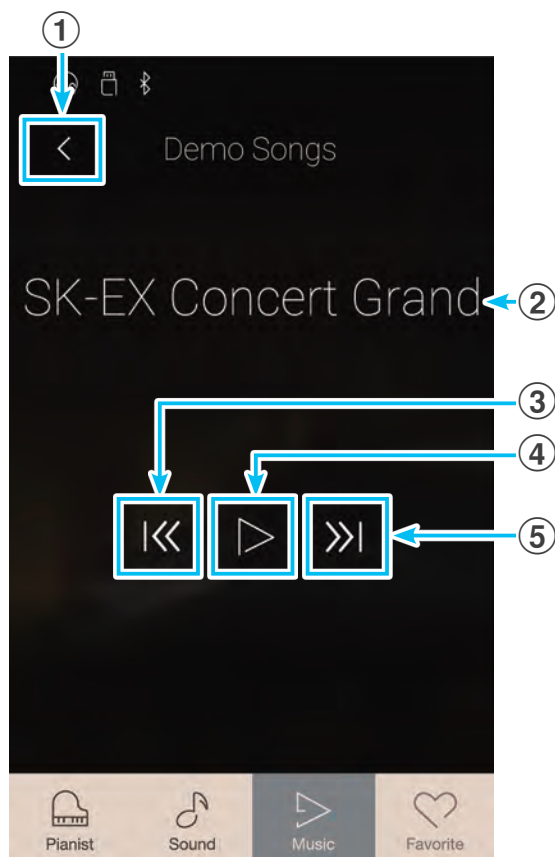 ①
Demo Songs
SK-EX Concert Grand
②
③
④
⑤
Pianist Sound Music Favorite